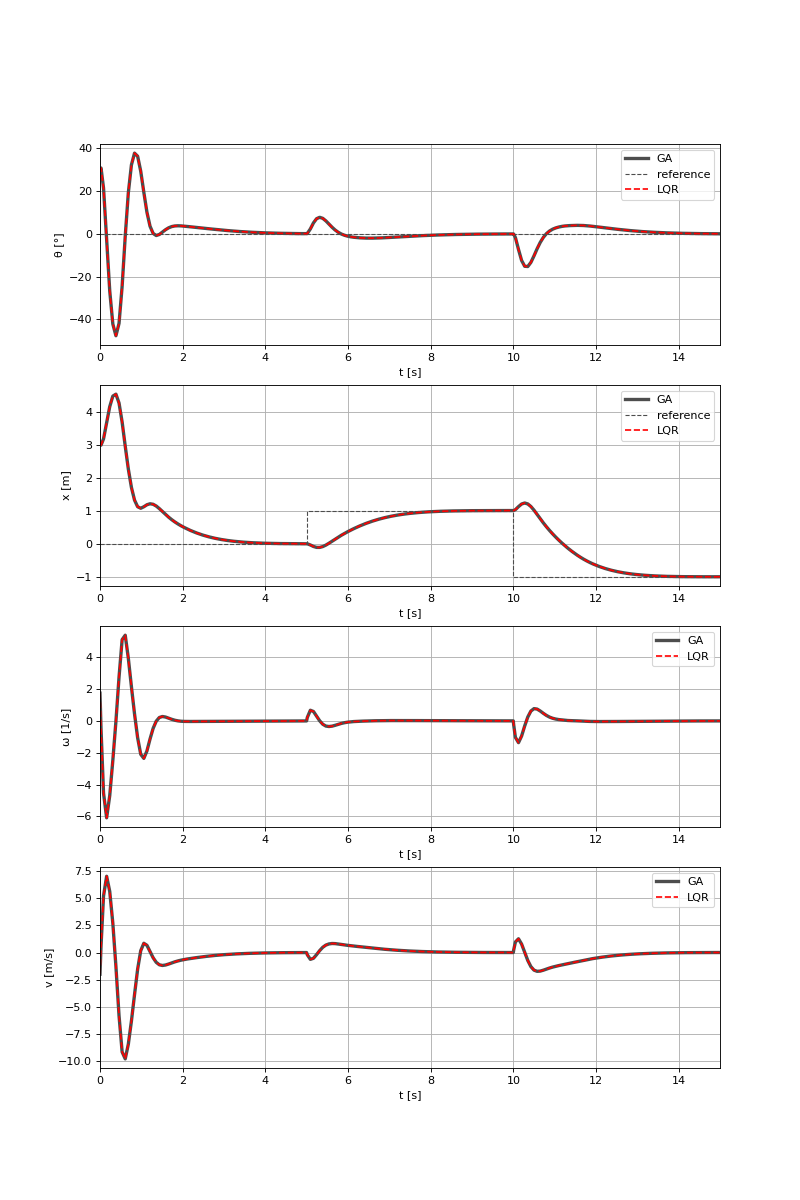 40
20
0
−20
−40
θ [°]
GA
reference
LQR
0 2 4 6 8 10 12 14
t [s]
4
3
2
1
0
−1
x [m]
GA
reference
LQR
0 2 4 6 8 10 12 14
t [s]
4
2
0
−2
−4
−6
ω [1/s]
GA
LQR
0 2 4 6 8 10 12 14
t [s]
7.5
5.0
2.5
0.0
−2.5
−5.0
−7.5
−10.0
v [m/s]
GA
LQR
0 2 4 6 8 10 12 14
t [s]